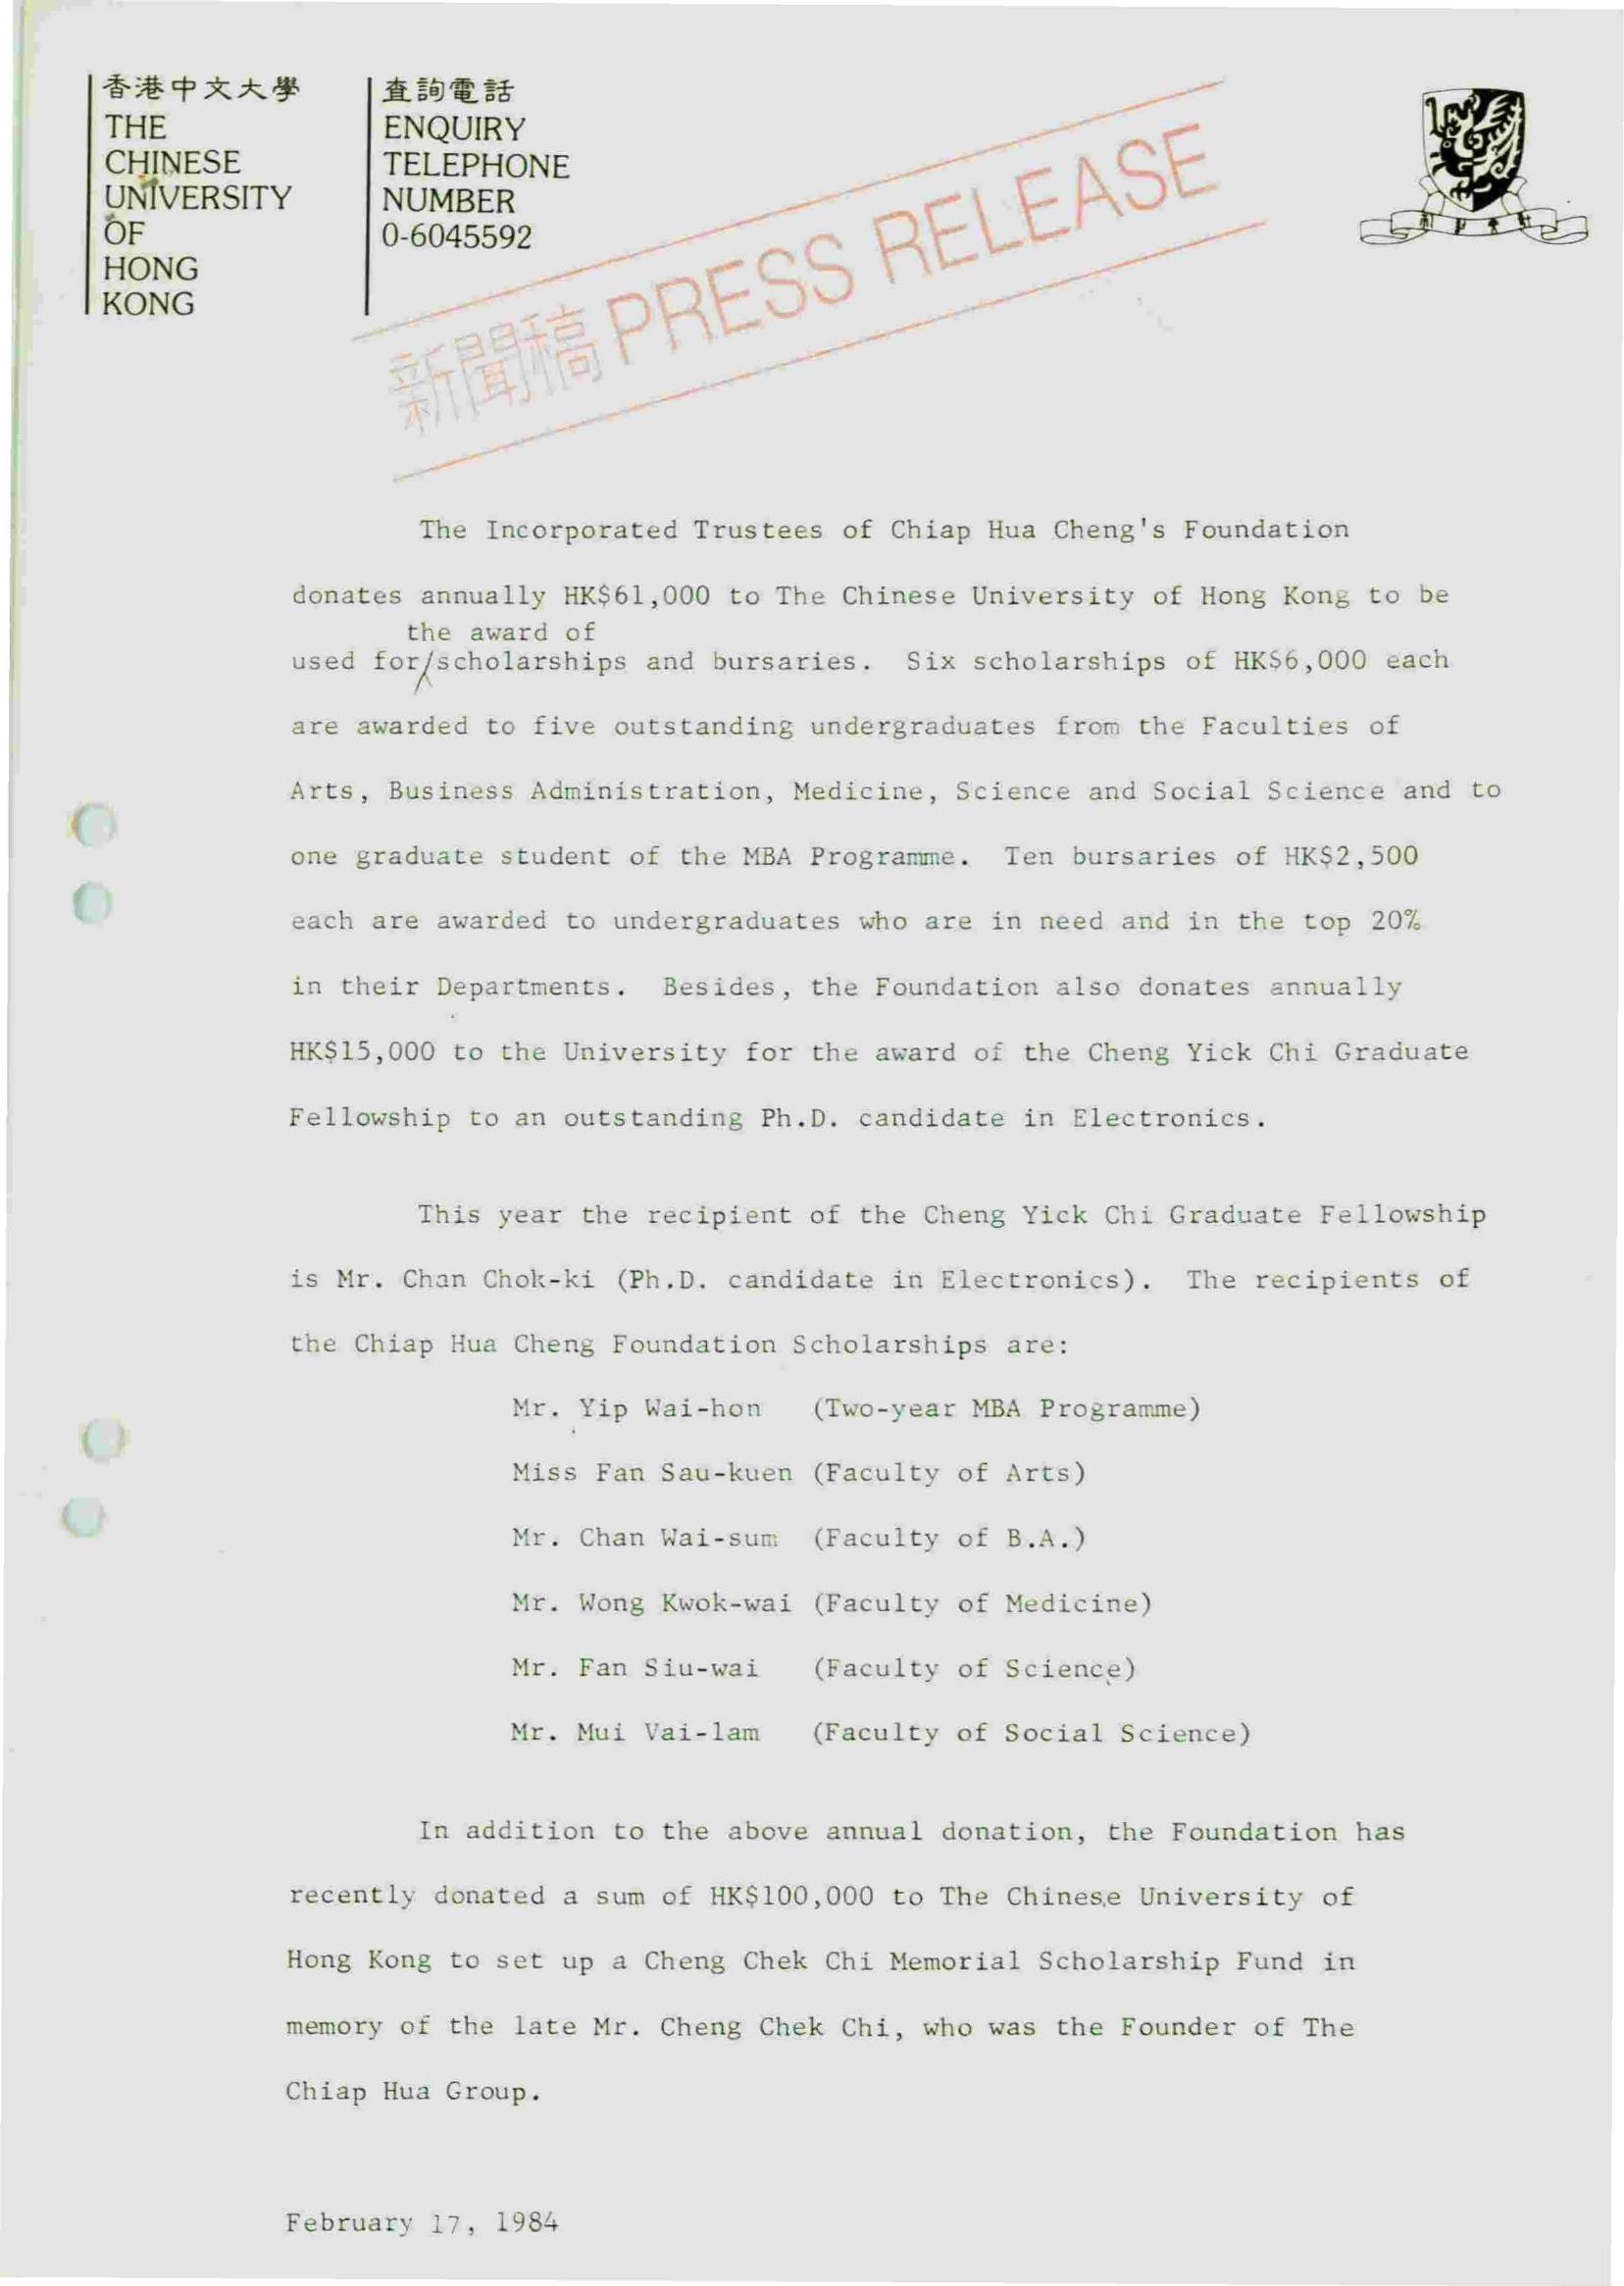 香港中文大學
THE
CHINESE
UNIVERSITY
OF
HONG
KONG
查詢電話
ENQUIRY
TELEPHONE
NUMBER
0-6045592
新聞稿 PRESS RELEASE
The Incorporated Trustees of Chiap Hua Cheng's Foundation
donates annually HK$61,000 to The Chinese University of Hong Kong to be
the award of
used for/scholarships and bursaries. Six scholarships of HK$6,000 each
are awarded to five outstanding undergraduates from the Faculties of
Arts, Business Administration, Medicine, Science and Social Science and to
one graduate student of the MBA Programme. Ten bursaries of HK$2,500
each are awarded to undergraduates who are in need and in the top 20%
in their Departments. Besides, the Foundation also donates annually
HK$15,000 to the University for the award of the Cheng Yick Chi Graduate
Fellowship to an outstanding Ph.D. candidate in Electronics.
This year the recipient of the Cheng Yick Chi Graduate Fellowship
is Mr. Chan Chok-ki (Ph.D. candidate in Electronics). The recipients of
the Chiap Hua Cheng Foundation Scholarships are:
Mr. Yip Wai-hon (Two-year MBA Programme)
Miss Fan Sau-kuen (Faculty of Arts)
Mr. Chan Wai-sum (Faculty of B.A.)
Mr. Wong Kwok-wai (Faculty of Medicine)
Mr. Fan Siu-wai (Faculty of Science)
Mr. Mui Vai-lam (Faculty of Social Science)
In addition to the above annual donation, the Foundation has
recently donated a sum of HK$100,000 to The Chinese University of
Hong Kong to set up a Cheng Chek Chi Memorial Scholarship Fund in
memory of the late Mr. Cheng Chek Chi, who was the Founder of The
Chiap Hua Group.
February 17, 1984